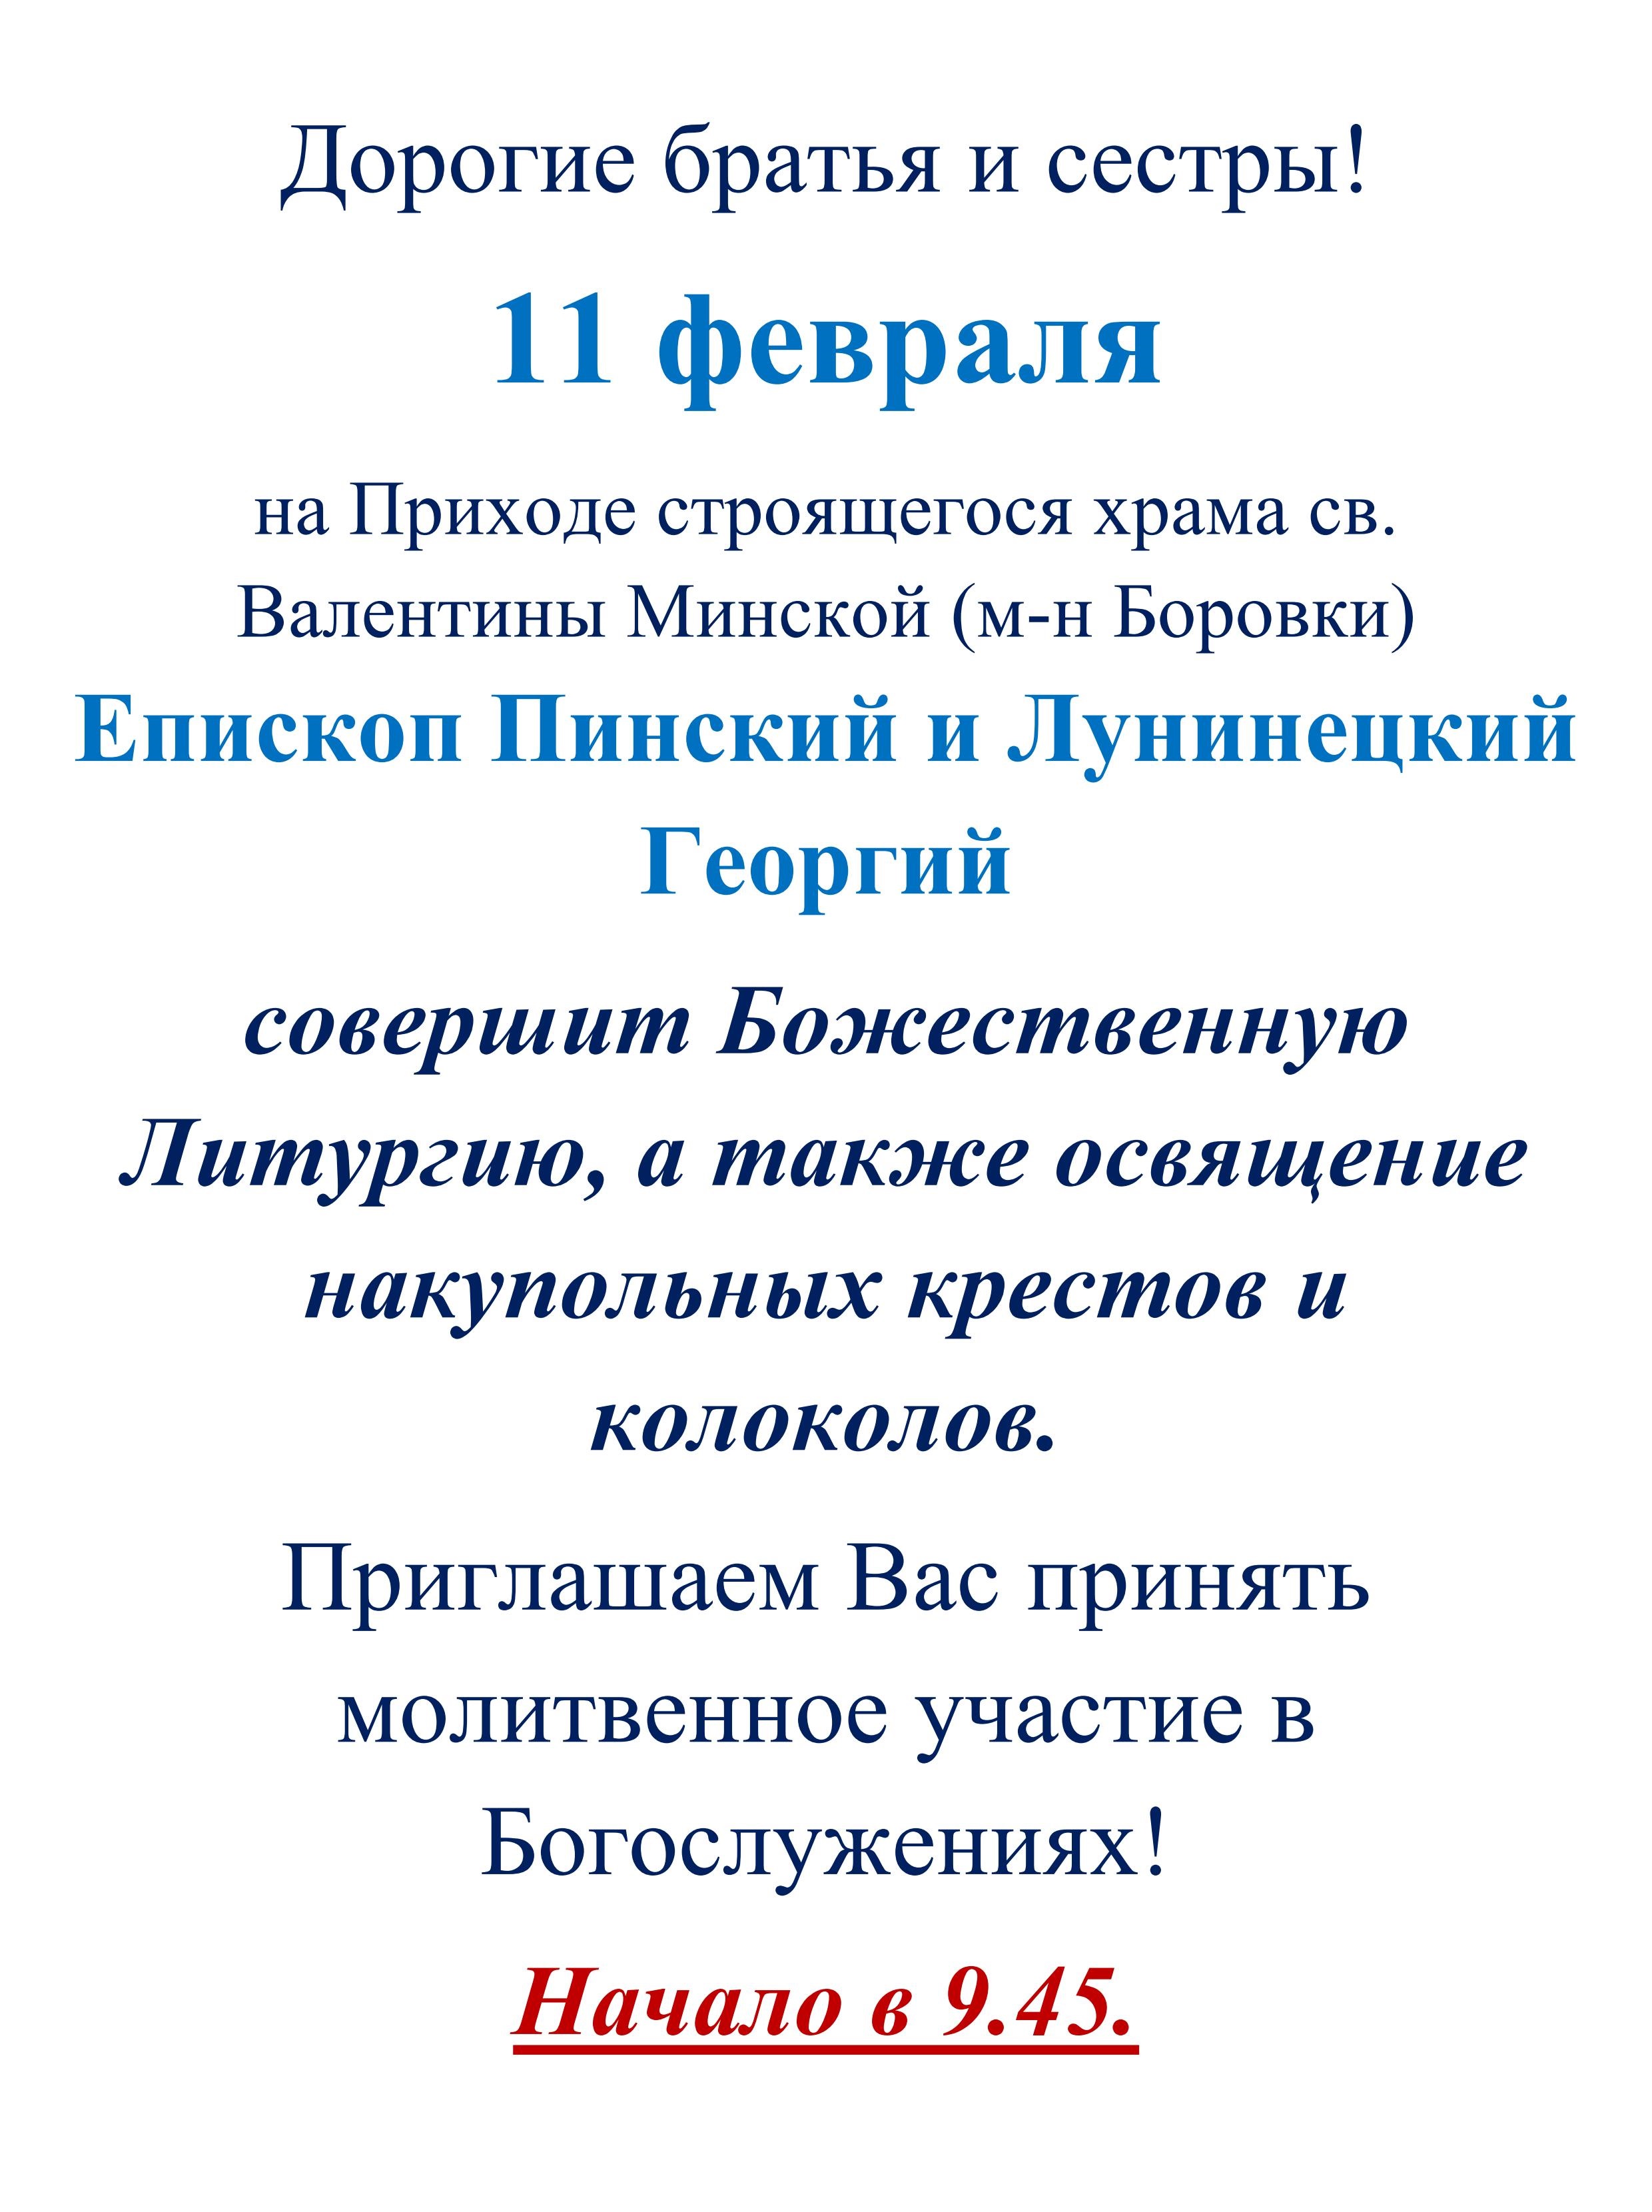 Дорогие братья и сестры!
11 февраля
на Приходе строящегося храма св.
Валентины Минской (м-н Боровки)
Епископ Пинский и Лунинецкий
Георгий
совершит Божественную
Литургию, а также освящение
накупольных крестов и
колоколов.
Приглашаем Вас принять
молитвенное участие в
Богослужениях!
Начало в 9.45.